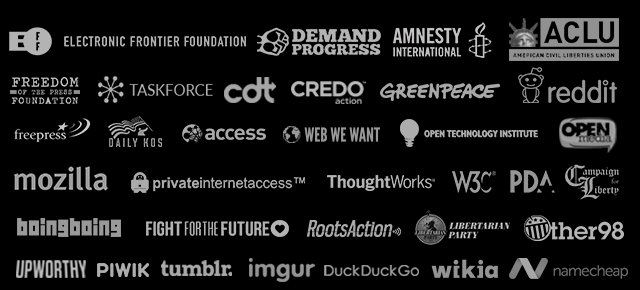 EFF ELECTRONIC FRONTIER FOUNDATION DEMAND PROGRESS AMNESTY INTERNATIONAL ACLU AMERICAN CIVIL LIBERTIES UNION
FREEDOM OF THE PRESS FOUNDATION TASKFORCE cdt CREDO action GREENPEACE reddit
freepress DAILY KOS access WEB WE WANT OPEN TECHNOLOGY INSTITUTE OPEN media
mozilla privateinternetaccess™ ThoughtWorks® W3C® PDA Campaign for Liberty
boingboing FIGHT FOR THE FUTURE RootsAction LIBERTARIAN PARTY Other98
UPWORTHY PIWIK tumblr. imgur DuckDuckGo wikia namecheap